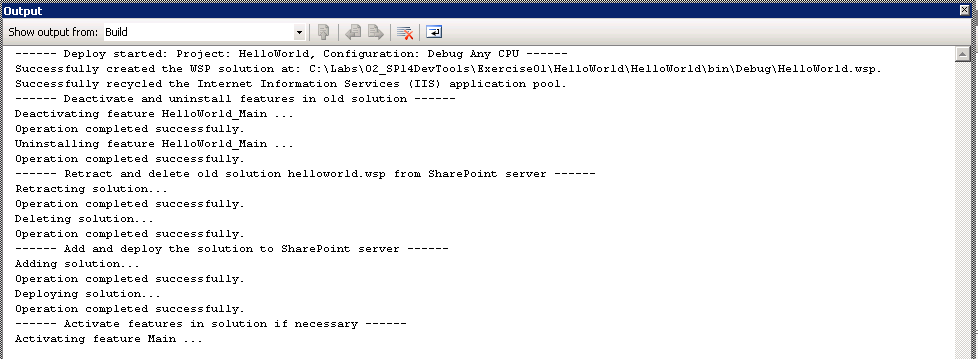 Output
Show output from: Build
------ Deploy started: Project: HelloWorld, Configuration: Debug Any CPU ------
Successfully created the WSP solution at: C:\Labs\02_SP14DevTools\Exercise01\HelloWorld\HelloWorld\bin\Debug\HelloWorld.wsp.
Successfully recycled the Internet Information Services (IIS) application pool.
------ Deactivate and uninstall features in old solution ------
Deactivating feature HelloWorld_Main ...
Operation completed successfully.
Uninstalling feature HelloWorld_Main ...
Operation completed successfully.
------ Retract and delete old solution helloworld.wsp from SharePoint server ------
Retracting solution...
Operation completed successfully.
Deleting solution...
Operation completed successfully.
------ Add and deploy the solution to SharePoint server ------
Adding solution...
Operation completed successfully.
Deploying solution...
Operation completed successfully.
------ Activate features in solution if necessary ------
Activating feature Main ...